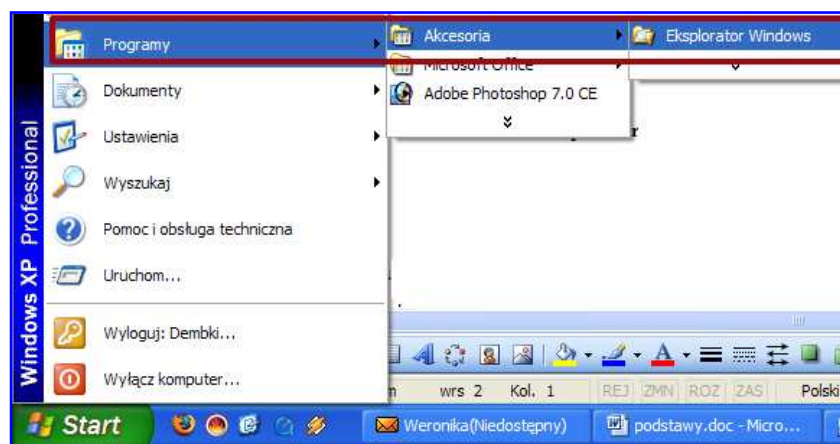 Programy
Akcesoria
Eksplorator Windows
Microsoft Office
Dokumenty
Adobe Photoshop 7.0 CE
Ustawienia
Wyszukaj
Pomoc i obsługa techniczna
Uruchom...
Wyloguj: Dembki...
Wyłącz komputer...
Windows XP Professional
wrs 2 Kol. 1 REJ ZMN ROZ ZAS Polski
Start
Weronika(Niedostępny)
podstawy.doc - Micro...